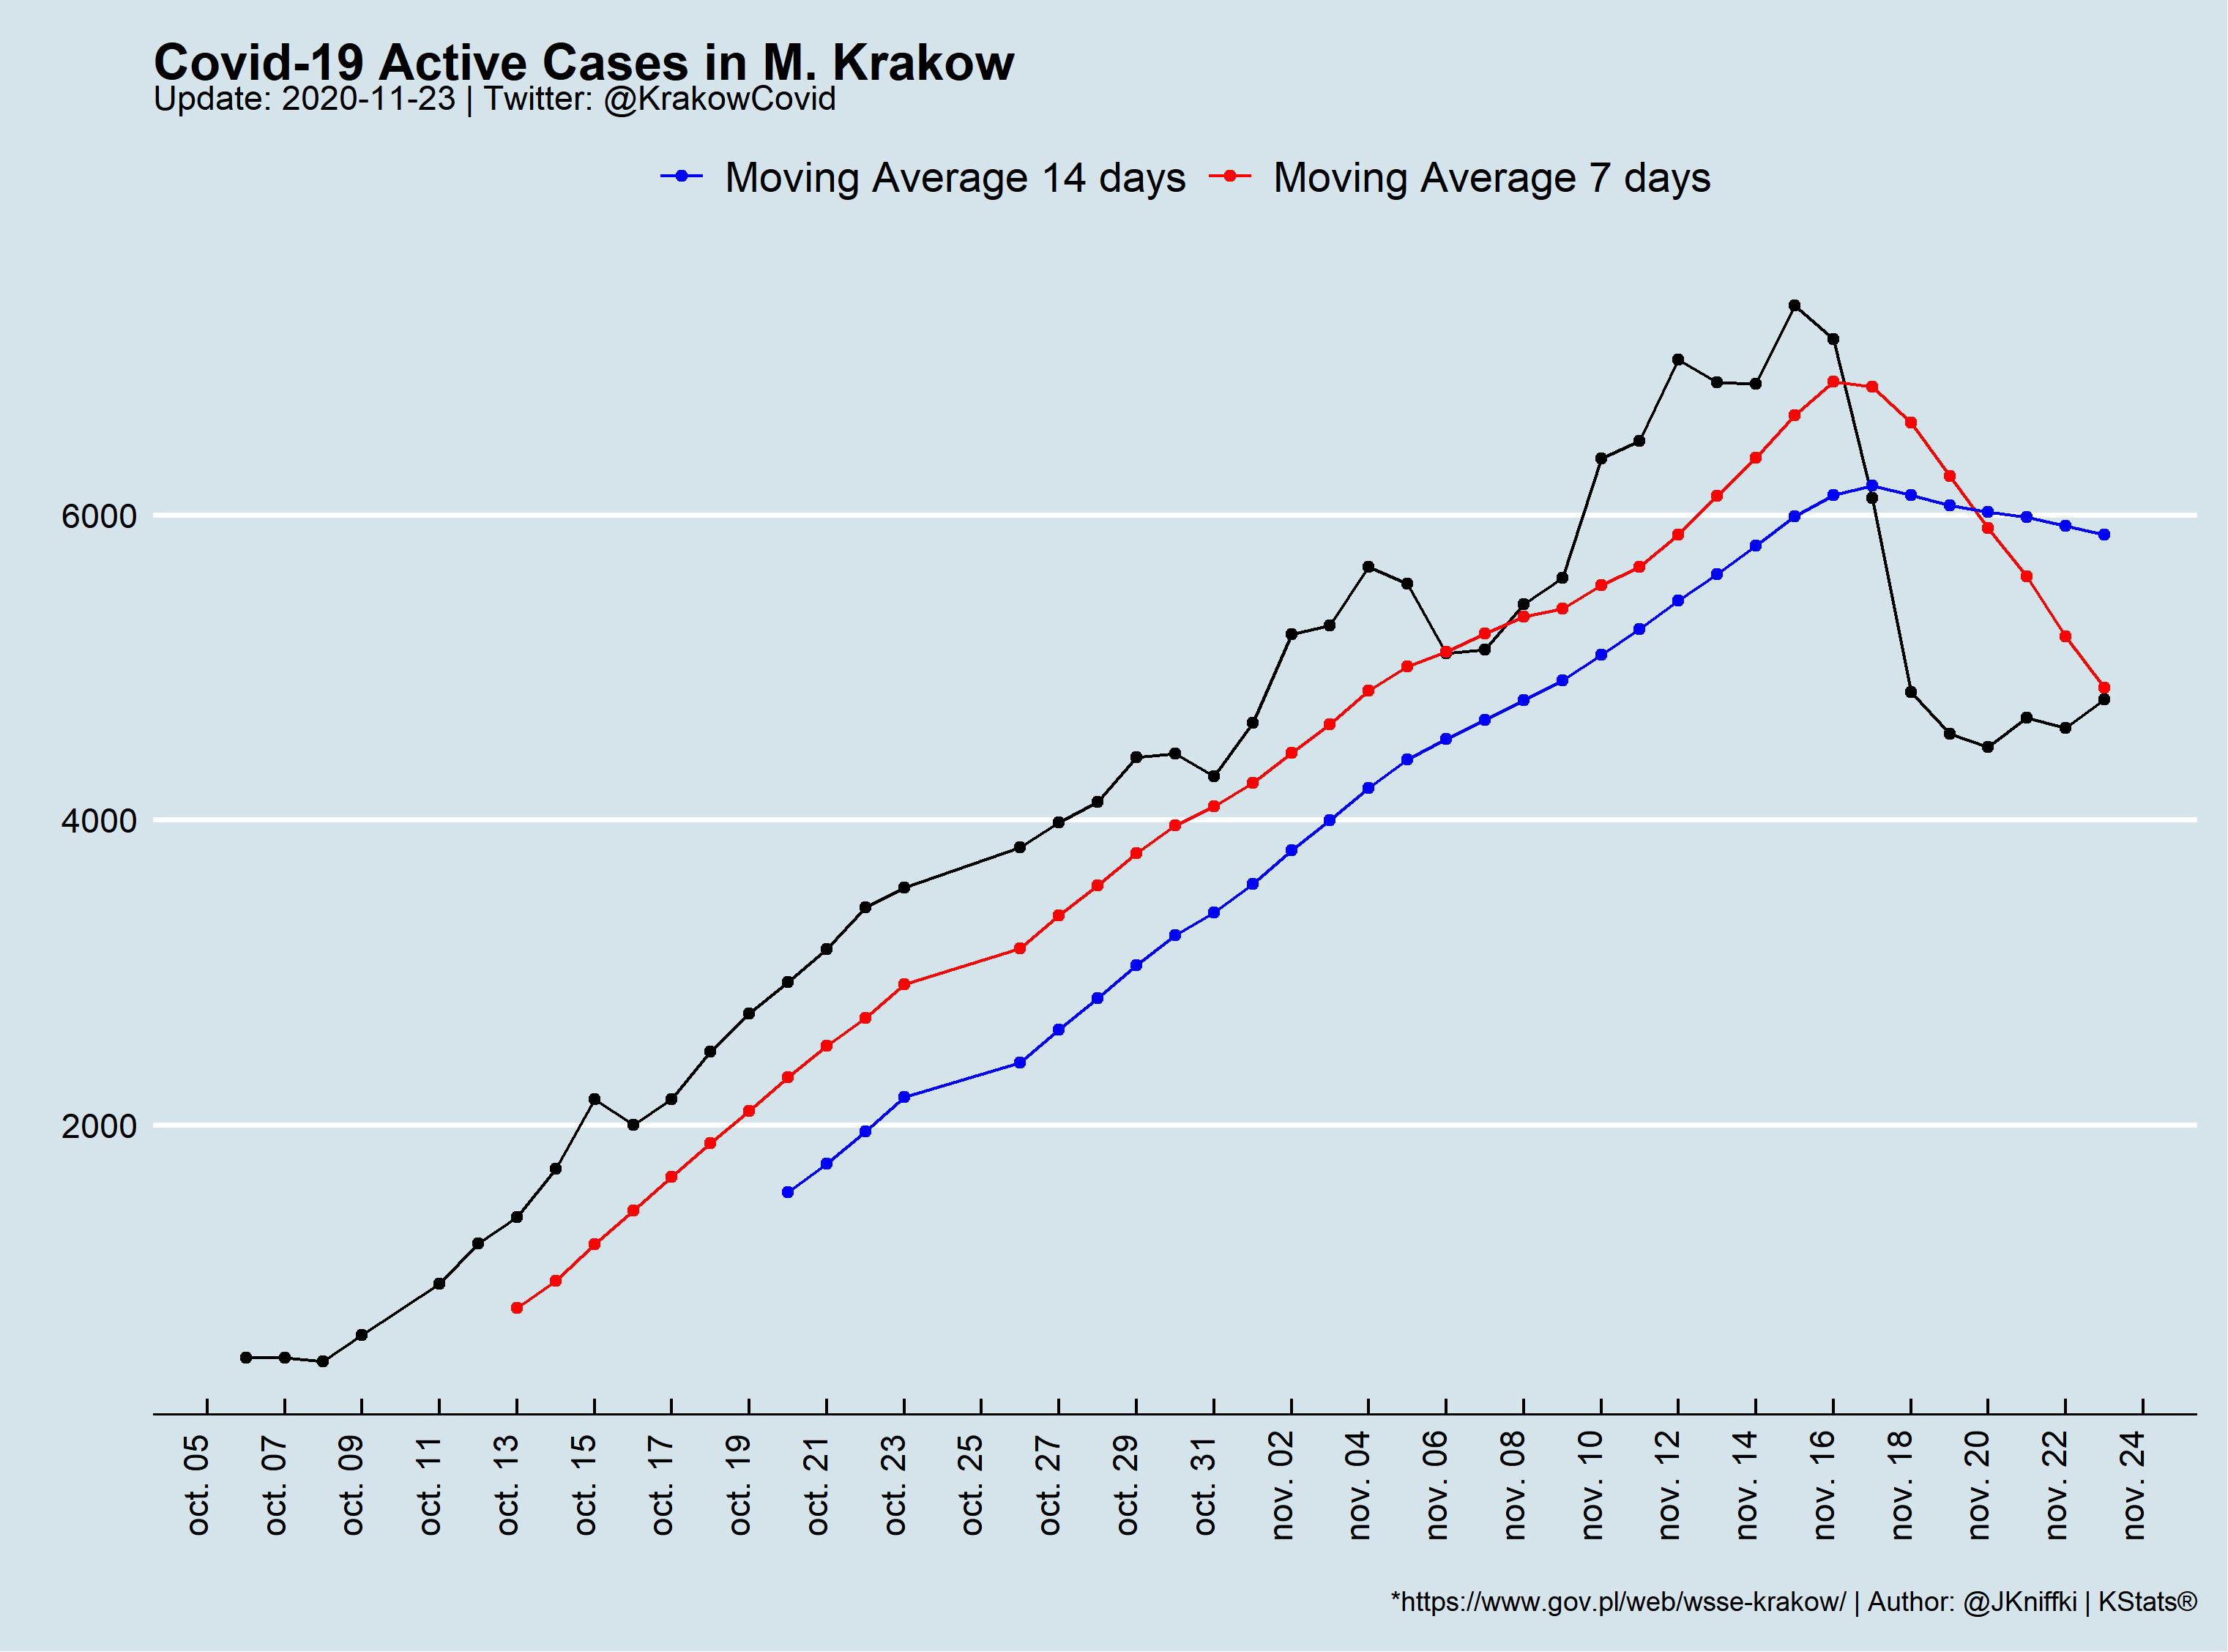 Covid-19 Active Cases in M. Krakow
Update: 2020-11-23 | Twitter: @KrakowCovid
Moving Average 14 days Moving Average 7 days
6000
4000
2000
oct. 05
oct. 07
oct. 09
oct. 11
oct. 13
oct. 15
oct. 17
oct. 19
oct. 21
oct. 23
oct. 25
oct. 27
oct. 29
oct. 31
nov. 02
nov. 04
nov. 06
nov. 08
nov. 10
nov. 12
nov. 14
nov. 16
nov. 18
nov. 20
nov. 22
nov. 24
*https://www.gov.pl/web/wsse-krakow/ | Author: @JKniffki | KStats®